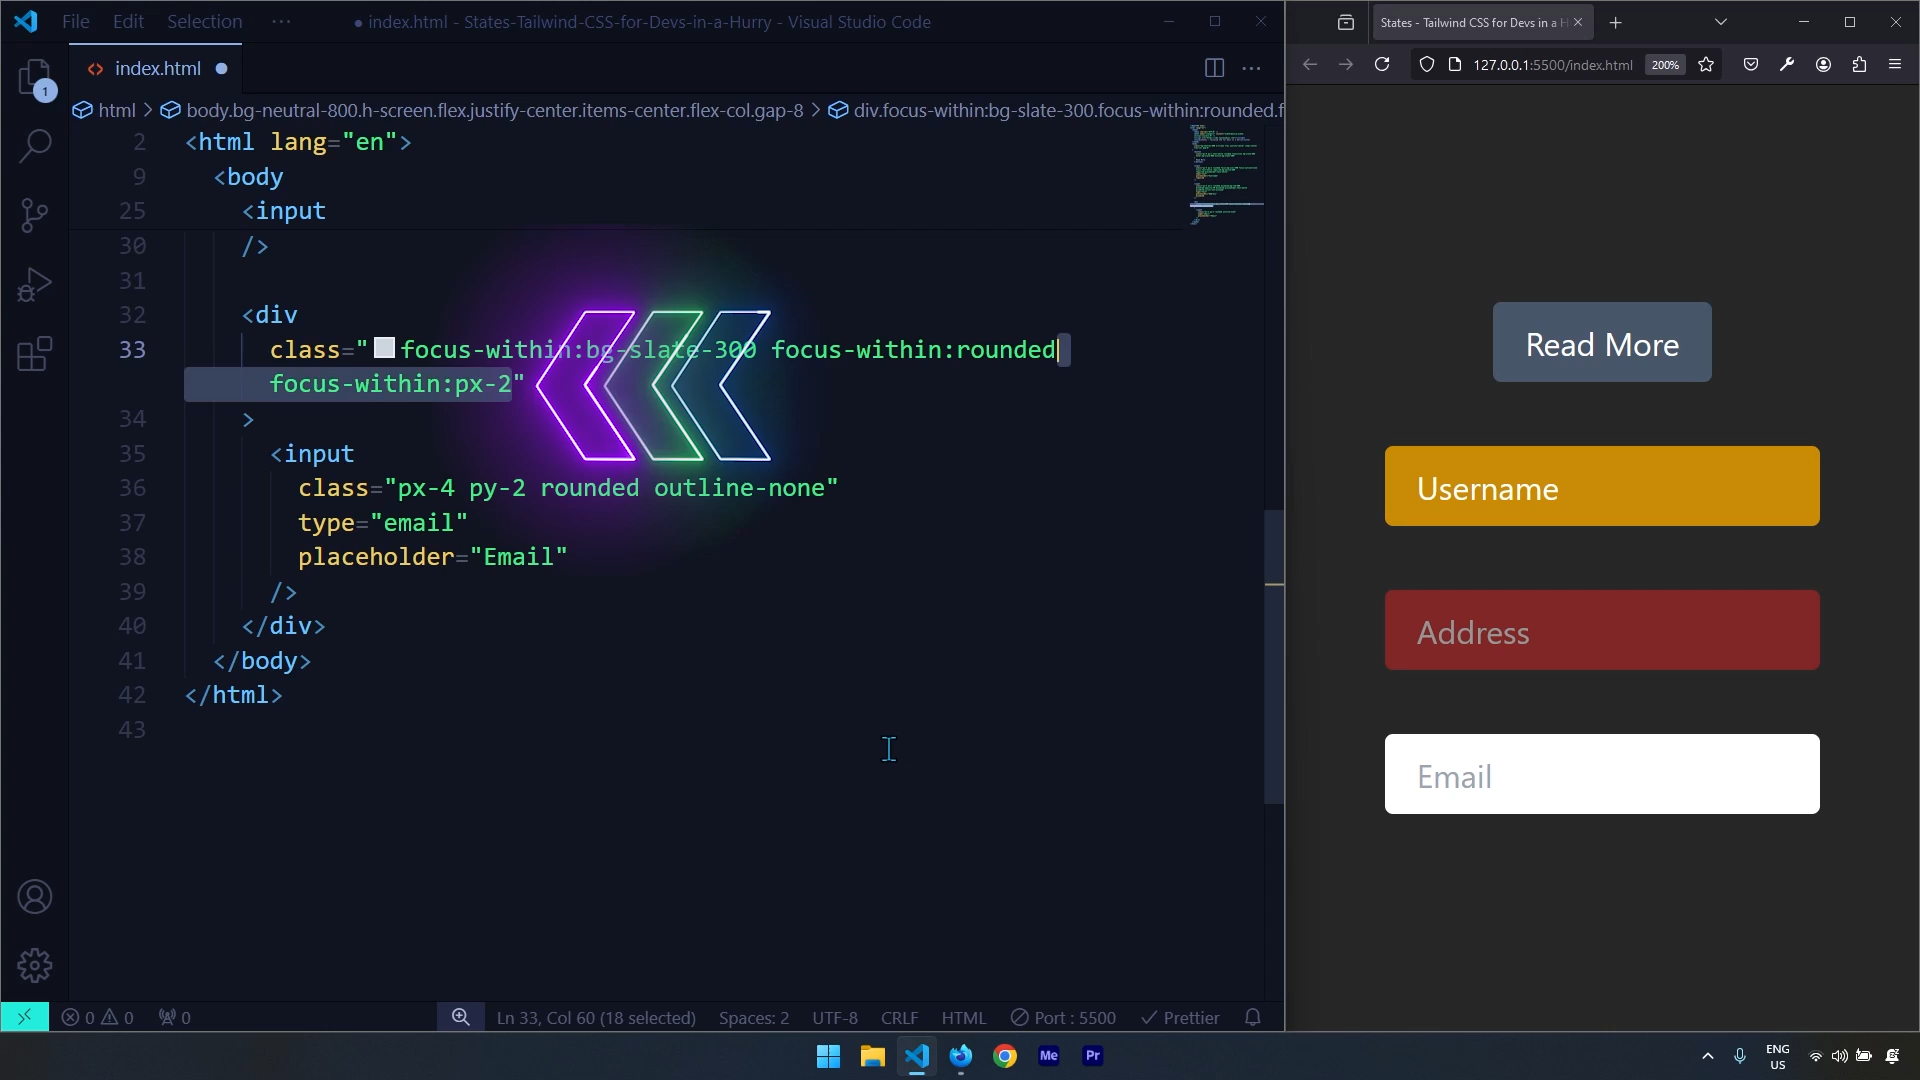 File Edit Selection ··· ● index.html - States-Tailwind-CSS-for-Devs-in-a-Hurry - Visual Studio Code
index.html
html > body.bg-neutral-800.h-screen.flex.justify-center.items-center.flex-col.gap-8 > div.focus-within:bg-slate-300.focus-within:rounded.f
2 <html lang="en">
9 <body
25 <input
30 />
31
32 <div
33 class="focus-within:bg-slate-300 focus-within:rounded
focus-within:px-2"
34 >
35 <input
36 class="px-4 py-2 rounded outline-none"
37 type="email"
38 placeholder="Email"
39 />
40 </div>
41 </body>
42 </html>
43
1
0 0 0 Ln 33, Col 60 (18 selected) Spaces: 2 UTF-8 CRLF HTML Port : 5500 Prettier
States - Tailwind CSS for Devs in a H
127.0.0.1:5500/index.html 200%
Read More
Username
Address
Email
Me Pr
ENG
US